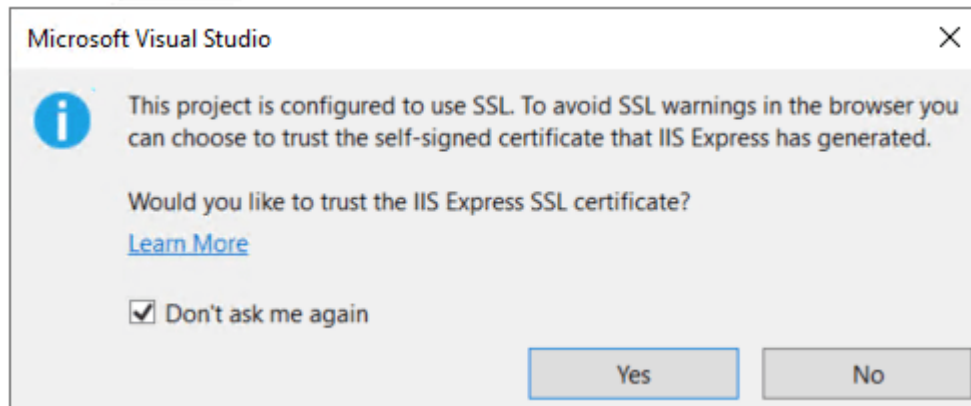 Microsoft Visual Studio
This project is configured to use SSL. To avoid SSL warnings in the browser you
can choose to trust the self-signed certificate that IIS Express has generated.
Would you like to trust the IIS Express SSL certificate?
Learn More
Don't ask me again
Yes
No